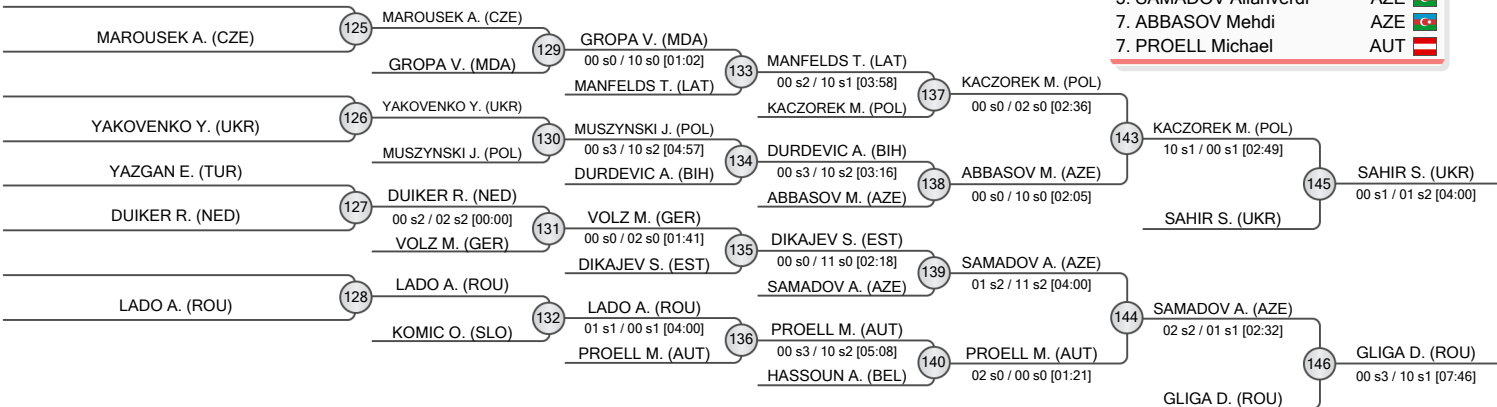 5. SAMADOV Allahverdi AZE
7. ABBASOV Mehdi AZE
7. PROELL Michael AUT
MAROUSEK A. (CZE)
125
YAKOVENKO Y. (UKR)
126
YAZGAN E. (TUR)
DUIKER R. (NED)
127
LADO A. (ROU)
128
MAROUSEK A. (CZE)
GROPA V. (MDA)
129
YAKOVENKO Y. (UKR)
MUSZYNSKI J. (POL)
130
DUIKER R. (NED)
00 s2 / 02 s2 [00:00]
VOLZ M. (GER)
131
LADO A. (ROU)
KOMIC O. (SLO)
132
GROPA V. (MDA)
00 s0 / 10 s0 [01:02]
MANFELDS T. (LAT)
133
MUSZYNSKI J. (POL)
00 s3 / 10 s2 [04:57]
DURDEVIC A. (BIH)
134
VOLZ M. (GER)
00 s0 / 02 s0 [01:41]
DIKAJEV S. (EST)
135
LADO A. (ROU)
01 s1 / 00 s1 [04:00]
PROELL M. (AUT)
136
MANFELDS T. (LAT)
00 s2 / 10 s1 [03:58]
KACZOREK M. (POL)
137
DURDEVIC A. (BIH)
00 s3 / 10 s2 [03:16]
ABBASOV M. (AZE)
138
DIKAJEV S. (EST)
00 s0 / 11 s0 [02:18]
SAMADOV A. (AZE)
139
PROELL M. (AUT)
00 s3 / 10 s2 [05:08]
HASSOUN A. (BEL)
140
KACZOREK M. (POL)
00 s0 / 02 s0 [02:36]
143
ABBASOV M. (AZE)
00 s0 / 10 s0 [02:05]
SAMADOV A. (AZE)
01 s2 / 11 s2 [04:00]
144
PROELL M. (AUT)
02 s0 / 00 s0 [01:21]
KACZOREK M. (POL)
10 s1 / 00 s1 [02:49]
145
SAHIR S. (UKR)
SAMADOV A. (AZE)
02 s2 / 01 s1 [02:32]
146
GLIGA D. (ROU)
SAHIR S. (UKR)
00 s1 / 01 s2 [04:00]
GLIGA D. (ROU)
00 s3 / 10 s1 [07:46]